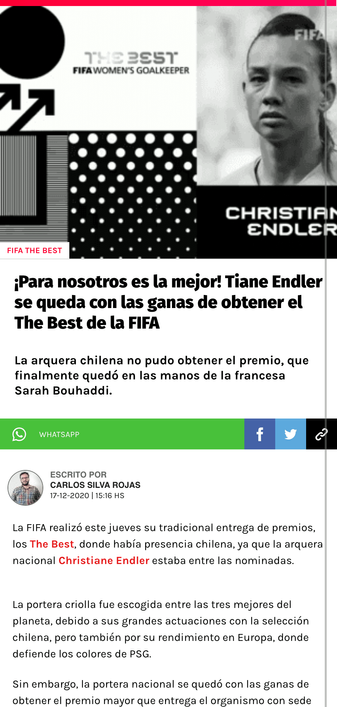 FIFA
THE BEST
FIFA WOMEN'S GOALKEEPER
CHRISTIAN
ENDLER
FIFA THE BEST
¡Para nosotros es la mejor! Tiane Endler
se queda con las ganas de obtener el
The Best de la FIFA
La arquera chilena no pudo obtener el premio, que
finalmente quedó en las manos de la francesa
Sarah Bouhaddi.
WHATSAPP
ESCRITO POR
CARLOS SILVA ROJAS
17-12-2020 | 15:16 HS
La FIFA realizó este jueves su tradicional entrega de premios,
los The Best, donde había presencia chilena, ya que la arquera
nacional Christiane Endler estaba entre las nominadas.
La portera criolla fue escogida entre las tres mejores del
planeta, debido a sus grandes actuaciones con la selección
chilena, pero también por su rendimiento en Europa, donde
defiende los colores de PSG.
Sin embargo, la portera nacional se quedó con las ganas de
obtener el premio mayor que entrega el organismo con sede